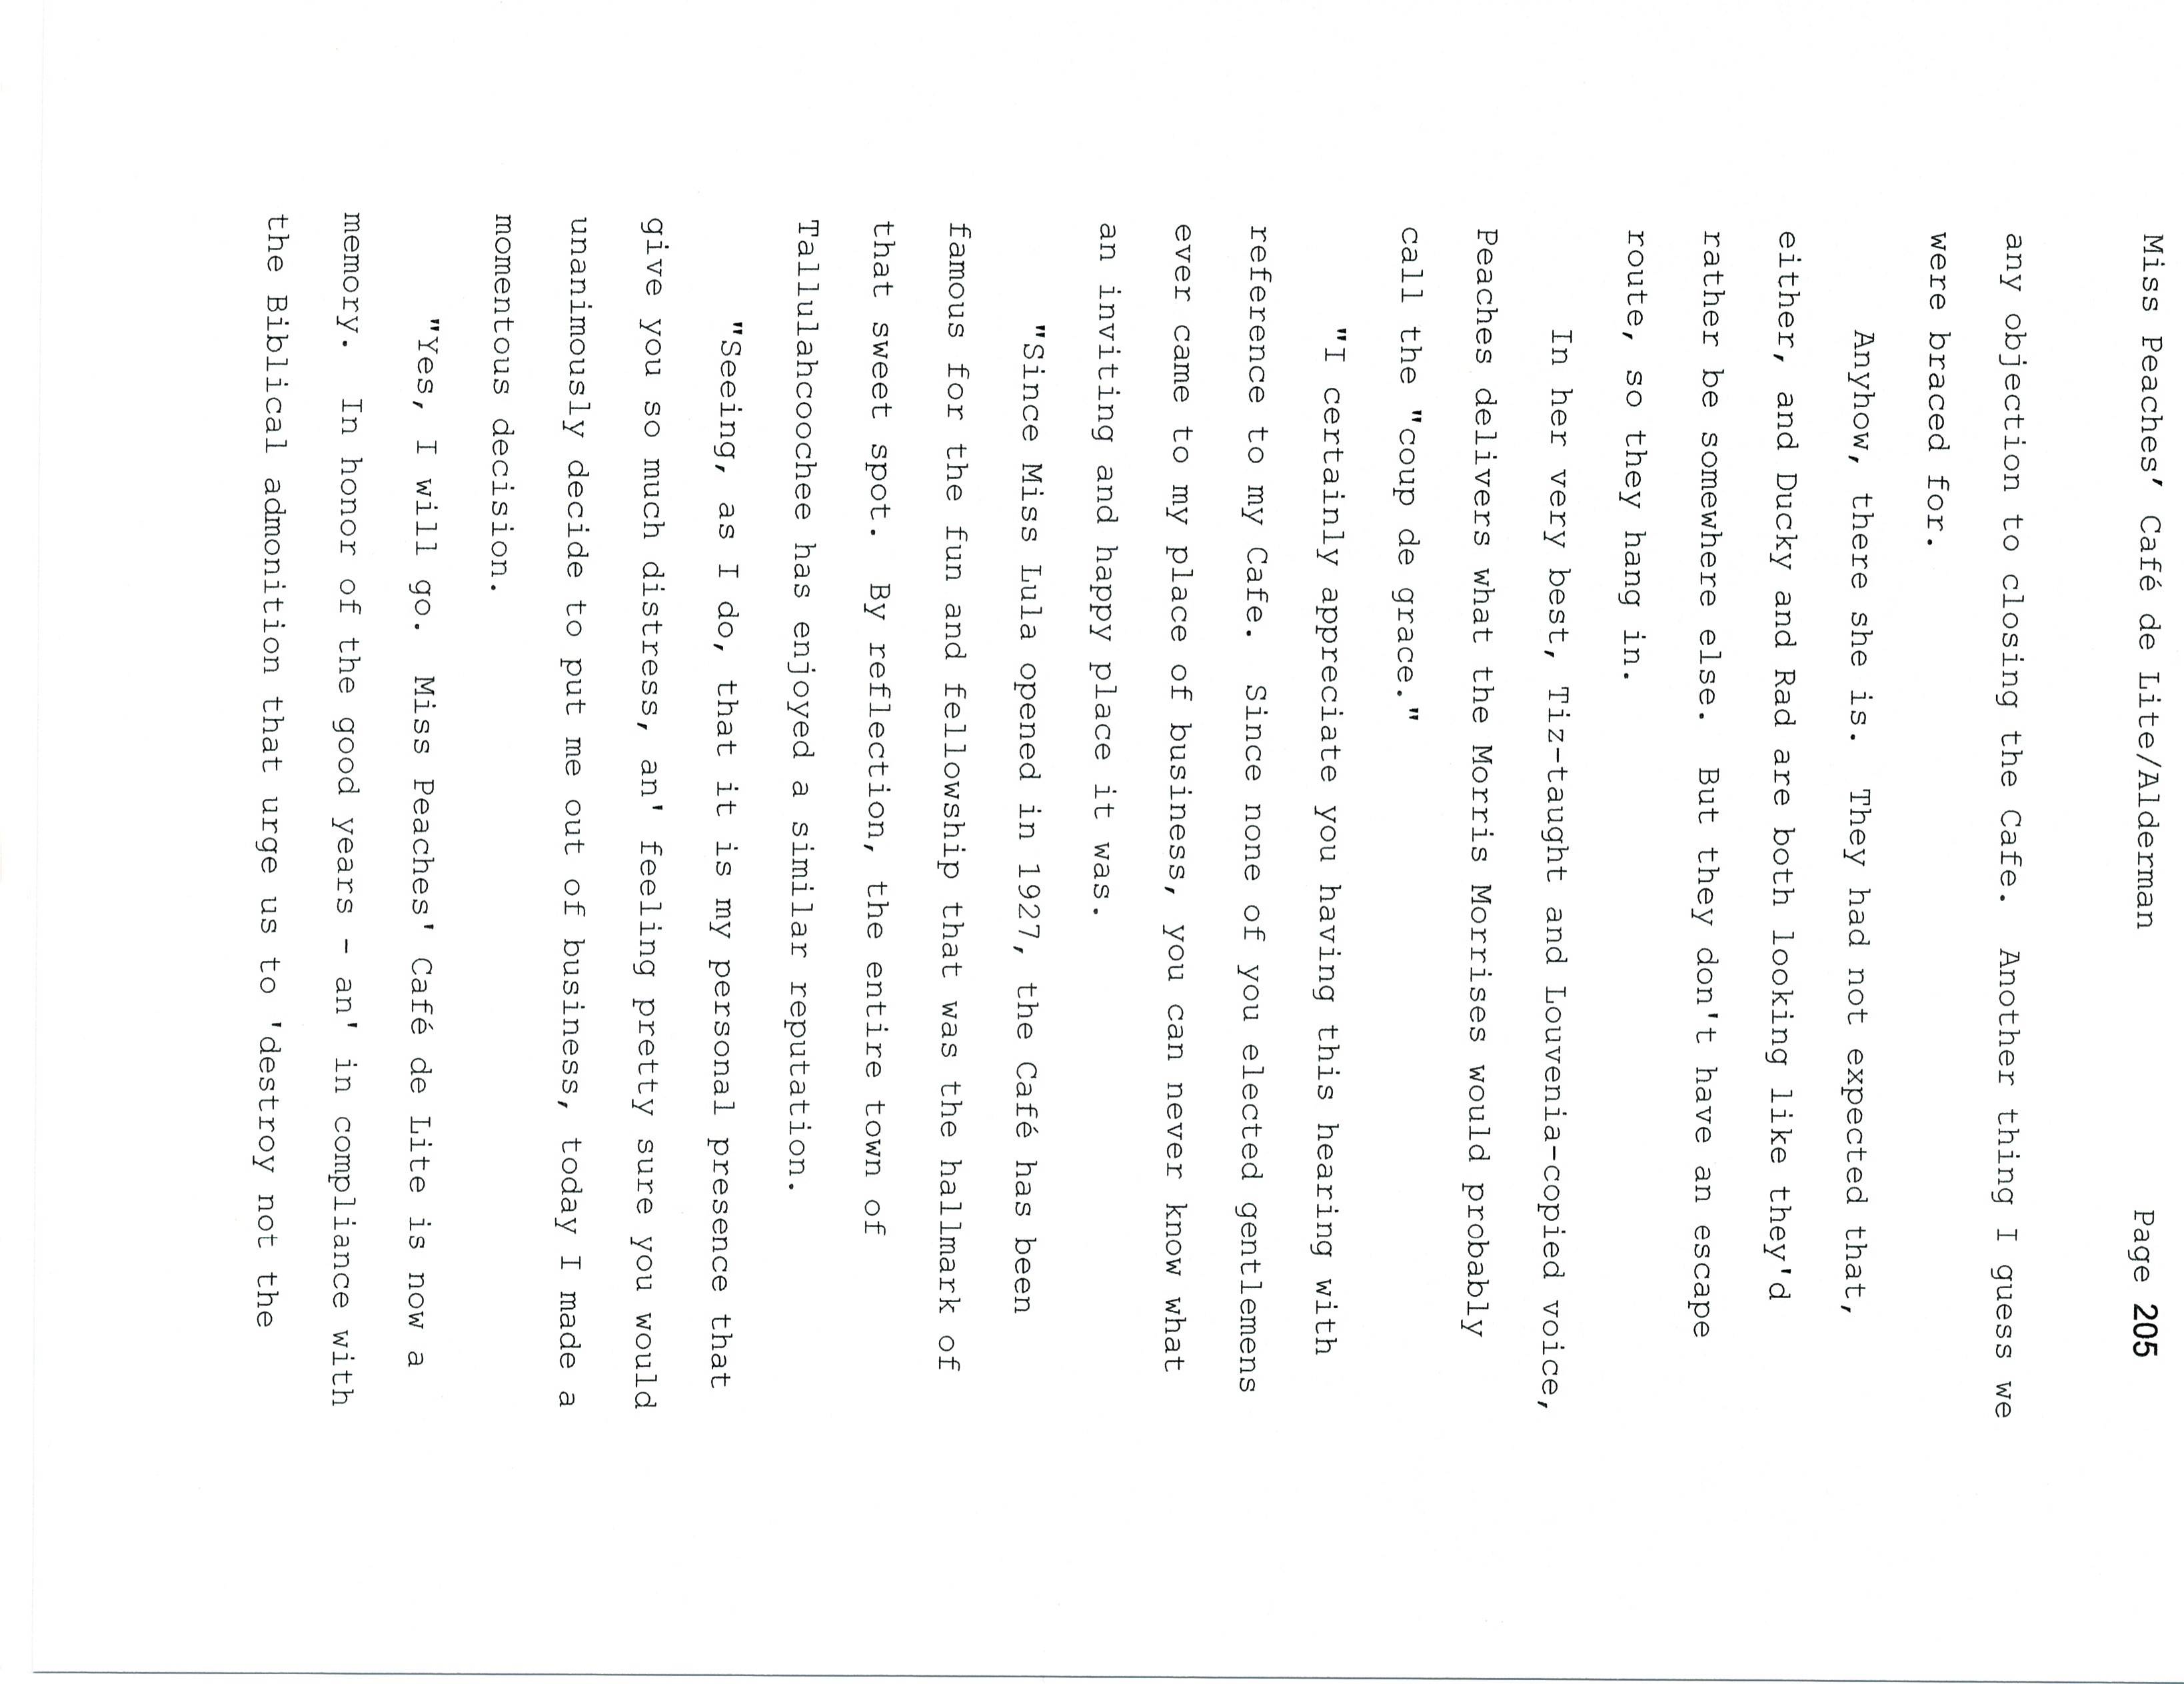 Miss Peaches’ Café de Lite/Alderman Page 205
any objection to closing the Cafe. Another thing I guess we
were braced for.
Anyhow, there she is. They had not expected that,
either, and Ducky and Rad are both looking like they'd
rather be somewhere else. But they don't have an escape
route, so they hang in.
In her very best, Tiz-taught and Louvenia-copied voice,
Peaches delivers what the Morris Morrises would probably
call the "coup de grace."
"I certainly appreciate you having this hearing with
reference to my Cafe. Since none of you elected gentlemens
ever came to my place of business, you can never know what
an inviting and happy place it was.
"Since Miss Lula opened in 1927, the Café has been
famous for the fun and fellowship that was the hallmark of
that sweet spot. By reflection, the entire town of
Tallulahcoochee has enjoyed a similar reputation.
"Seeing, as I do, that it is my personal presence that
give you so much distress, an' feeling pretty sure you would
unanimously decide to put me out of business, today I made a
momentous decision.
"Yes, I will go. Miss Peaches' Café de Lite is now a
memory. In honor of the good years - an' in compliance with
the Biblical admonition that urge us to 'destroy not the